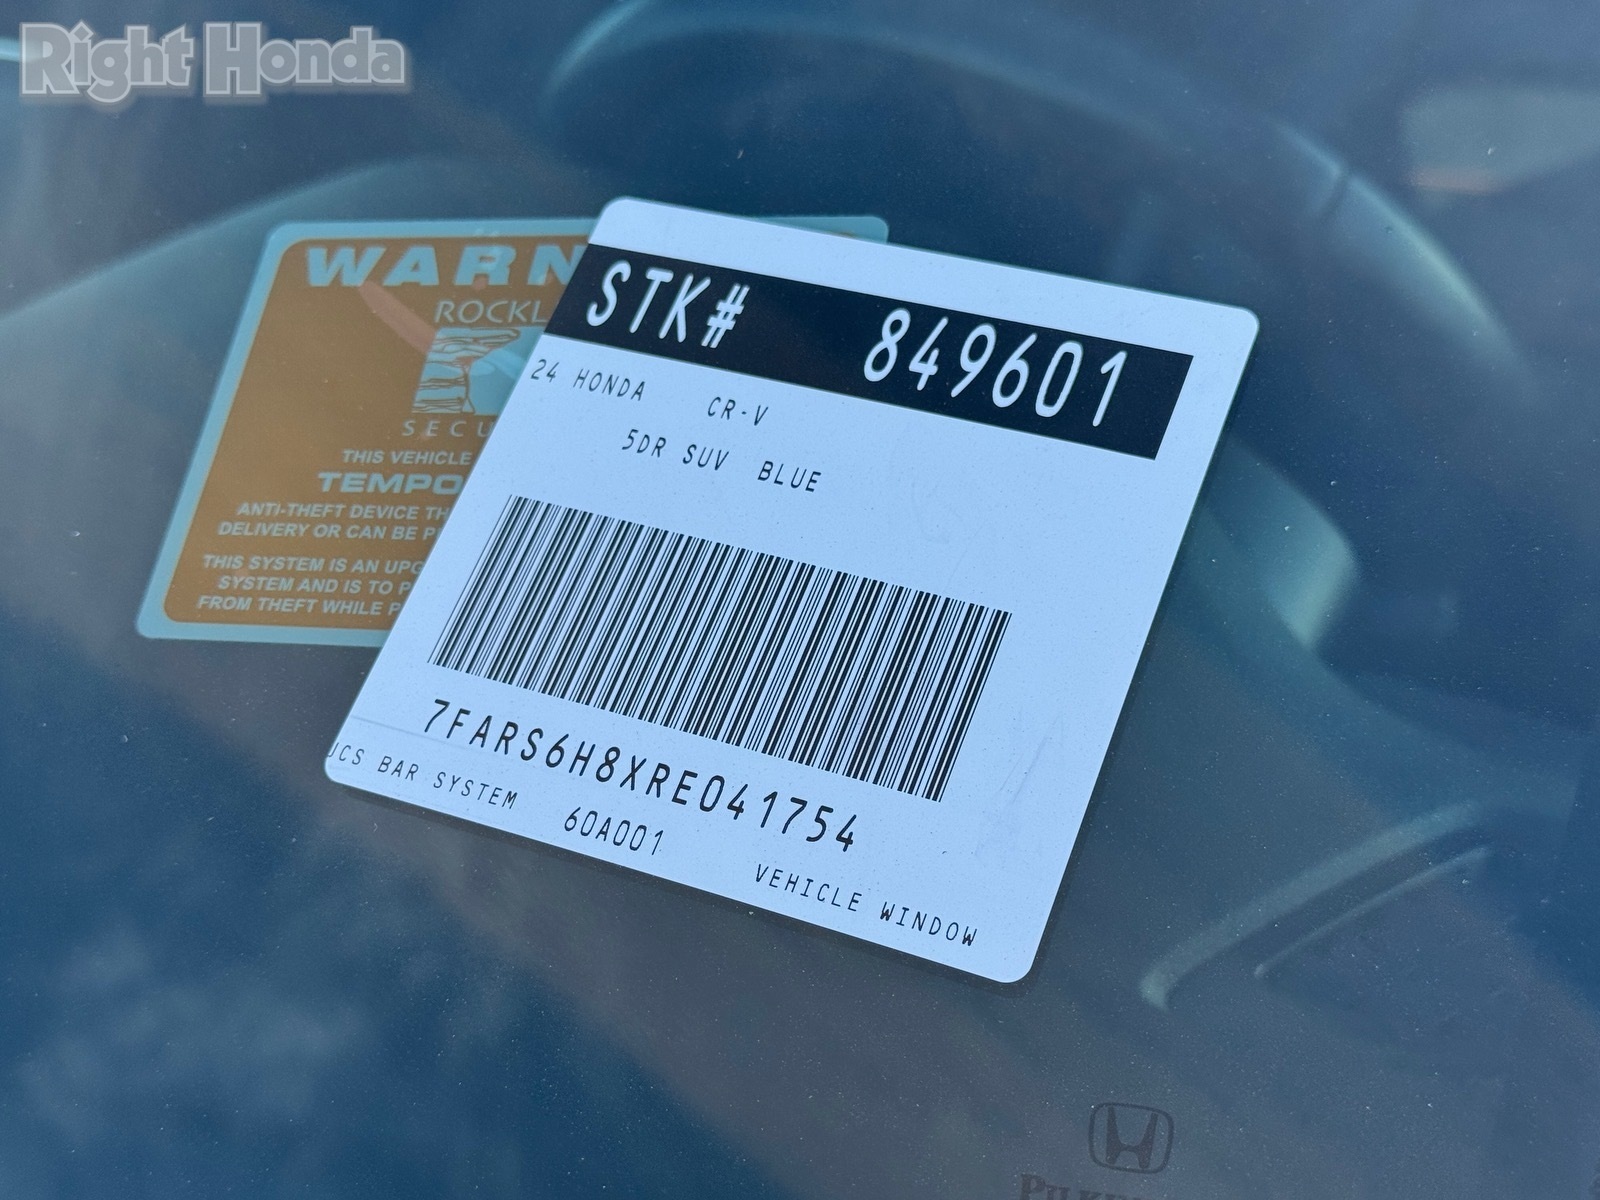 Right Honda
WARN
ROCKL
SECU
THIS VEHICLE
TEMPO
ANTI-THEFT DEVICE TH
DELIVERY OR CAN BE P
THIS SYSTEM IS AN UPG
SYSTEM AND IS TO P
FROM THEFT WHILE P
STK# 849601
24 HONDA CR-V
5DR SUV BLUE
7FARS6H8XRE041754
UCS BAR SYSTEM 60A001 VEHICLE WINDOW